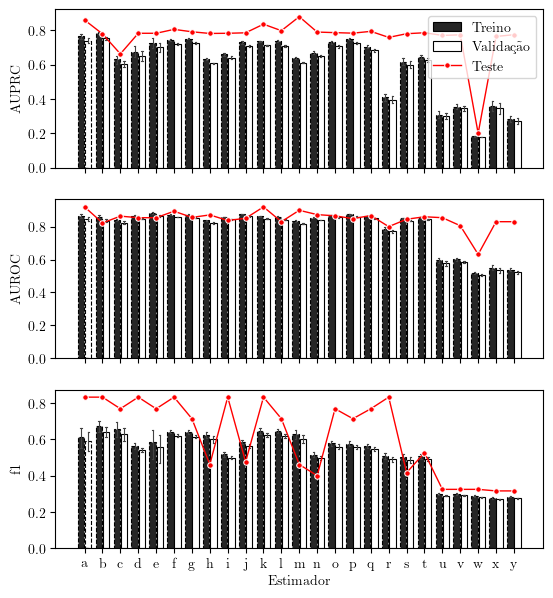 AUPRC
0.8
0.6
0.4
0.2
0.0
Treino
Validação
Teste
AUROC
0.8
0.6
0.4
0.2
0.0
f1
0.8
0.6
0.4
0.2
0.0
a b c d e f g h i j k l m n o p q r s t u v w x y
Estimador